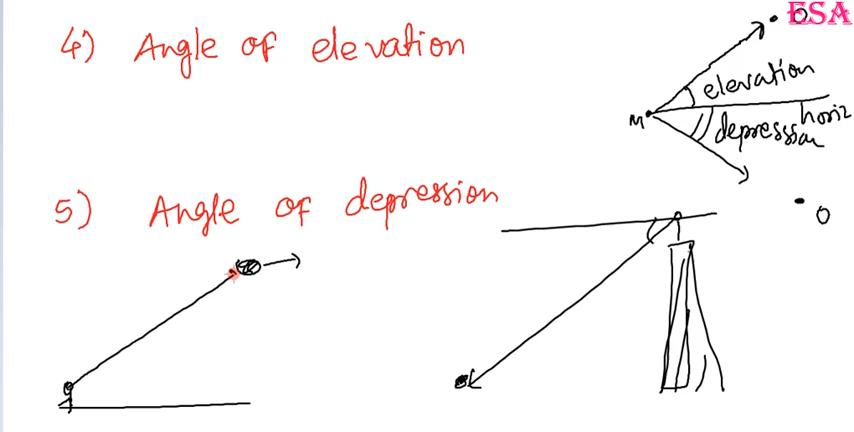 ESA
O
4) Angle of elevation
elevation
M
horiz
depression
5) Angle of depression
O